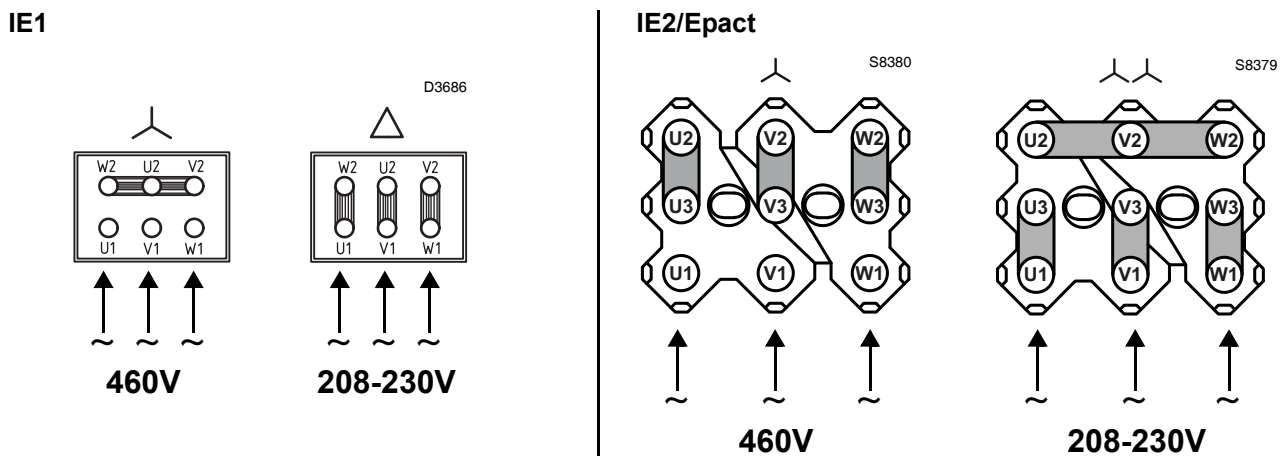 IE1
D3686
W2 U2 V2
U1 V1 W1
~ ~ ~
460V
W2 U2 V2
U1 V1 W1
~ ~ ~
208-230V
IE2/Epact
S8380
U2 V2 W2
U3 V3 W3
U1 V1 W1
~ ~ ~
460V
S8379
U2 V2 W2
U3 V3 W3
U1 V1 W1
~ ~ ~
208-230V